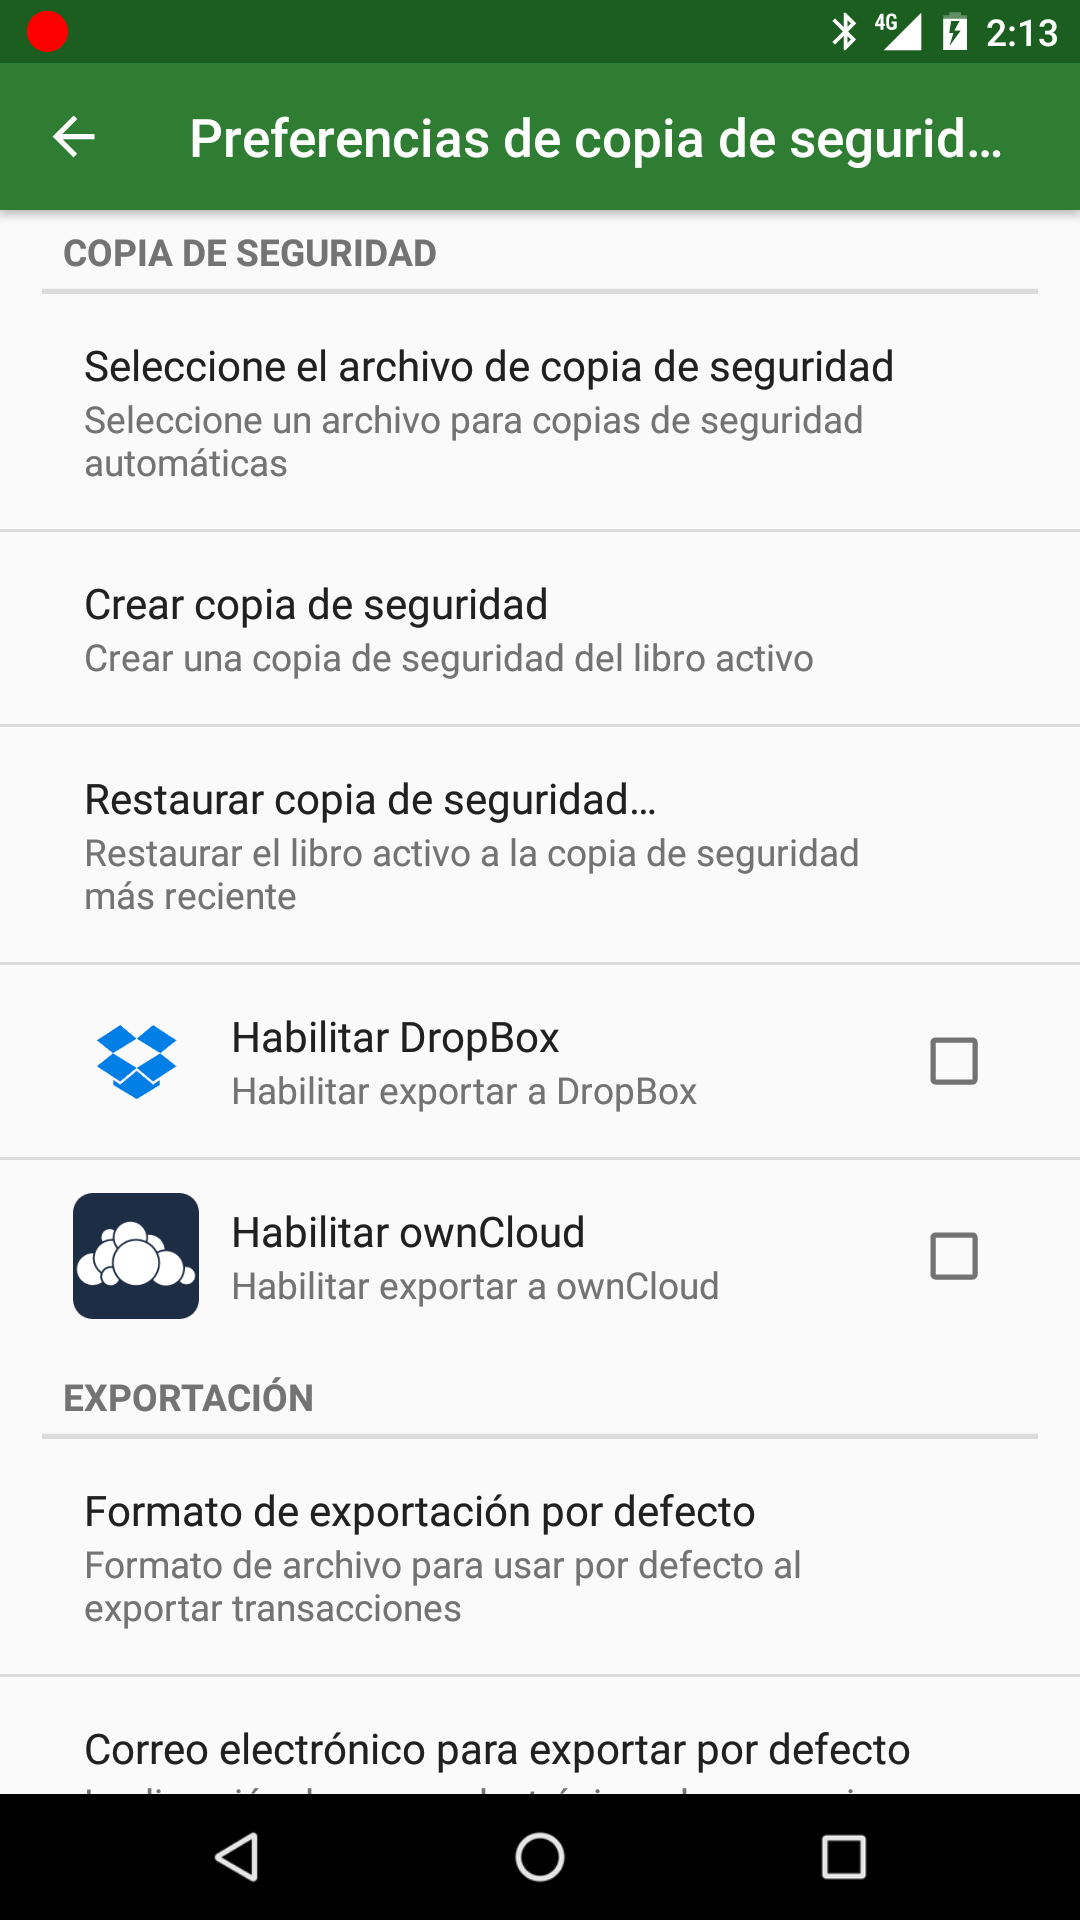 4G 2:13
Preferencias de copia de segurid…
COPIA DE SEGURIDAD
Seleccione el archivo de copia de seguridad
Seleccione un archivo para copias de seguridad
automáticas
Crear copia de seguridad
Crear una copia de seguridad del libro activo
Restaurar copia de seguridad…
Restaurar el libro activo a la copia de seguridad
más reciente
Habilitar DropBox
Habilitar exportar a DropBox
Habilitar ownCloud
Habilitar exportar a ownCloud
EXPORTACIÓN
Formato de exportación por defecto
Formato de archivo para usar por defecto al
exportar transacciones
Correo electrónico para exportar por defecto